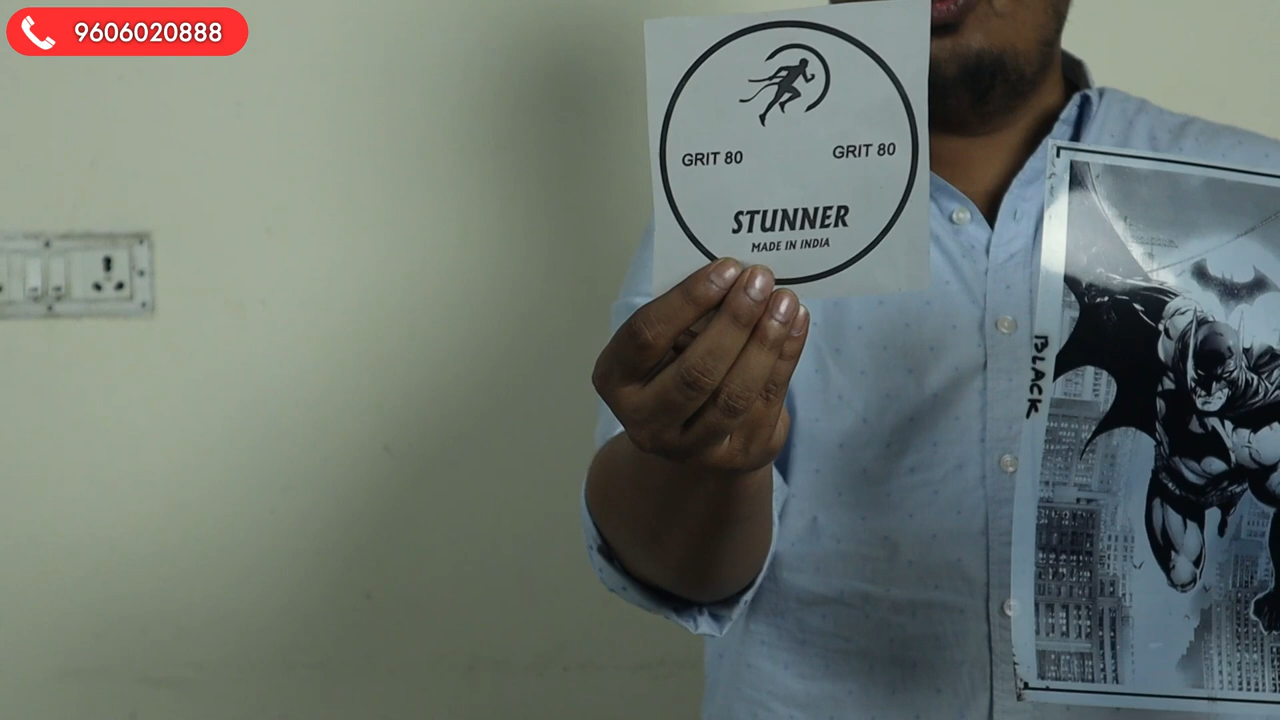 9606020888
GRIT 80
GRIT 80
STUNNER
MADE IN INDIA
BLACK